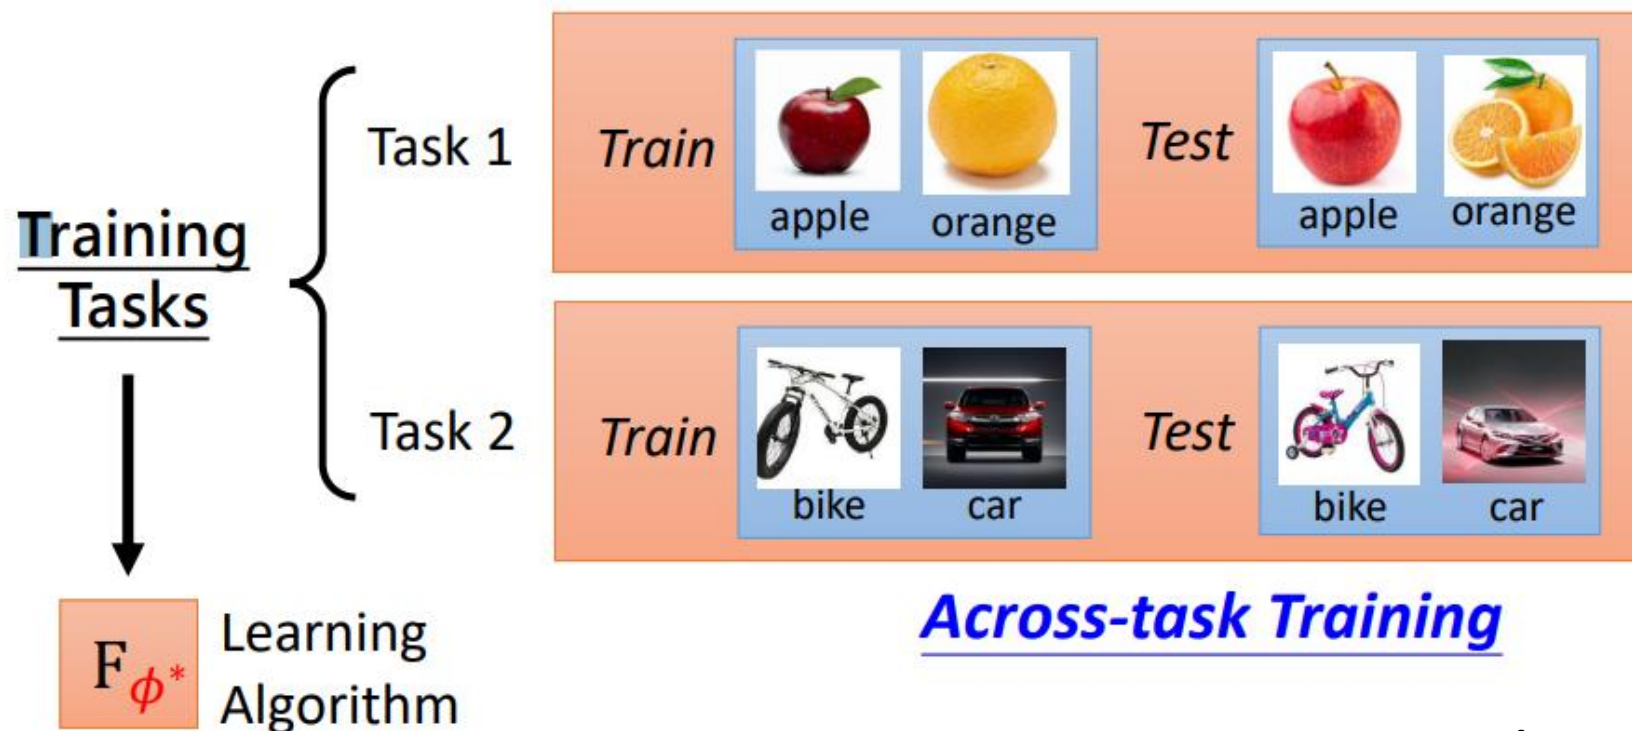 Training
Tasks
Task 1
Train
apple
orange
Test
apple
orange
Task 2
Train
bike
car
Test
bike
car
Across-task Training
F_ϕ*
Learning
Algorithm